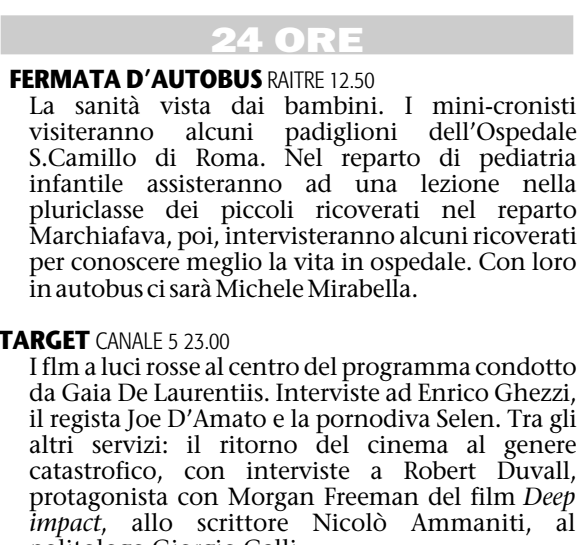 24 ORE
FERMATA D'AUTOBUS RAITRE 12.50
La sanità vista dai bambini. I mini-cronisti
visiteranno alcuni padiglioni dell'Ospedale
S.Camillo di Roma. Nel reparto di pediatria
infantile assisteranno ad una lezione nella
pluriclasse dei piccoli ricoverati nel reparto
Marchiafava, poi, intervisteranno alcuni ricoverati
per conoscere meglio la vita in ospedale. Con loro
in autobus ci sarà Michele Mirabella.
TARGET CANALE 5 23.00
I flm a luci rosse al centro del programma condotto
da Gaia De Laurentiis. Interviste ad Enrico Ghezzi,
il regista Joe D'Amato e la pornodiva Selen. Tra gli
altri servizi: il ritorno del cinema al genere
catastrofico, con interviste a Robert Duvall,
protagonista con Morgan Freeman del film Deep
impact, allo scrittore Nicolò Ammaniti, al